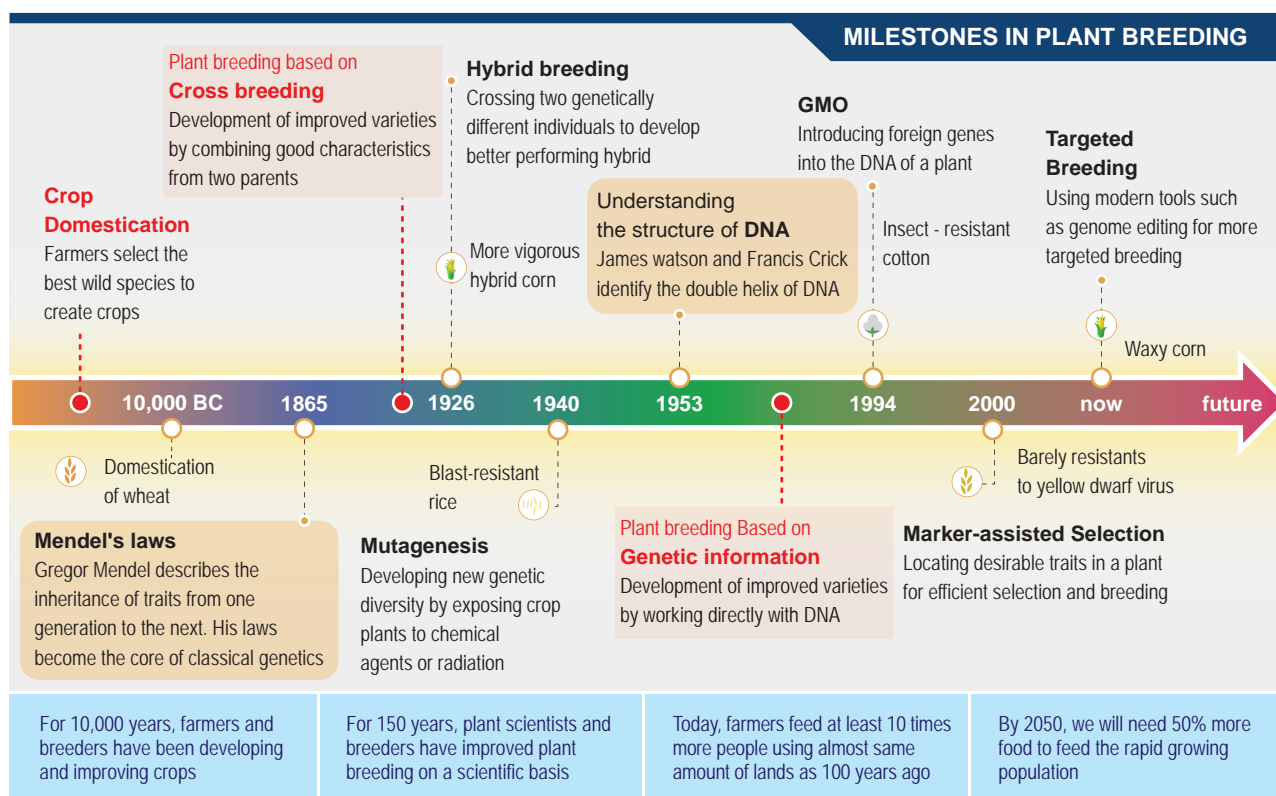 MILESTONES IN PLANT BREEDING
Crop
Domestication
Farmers select the
best wild species to
create crops
Plant breeding based on
Cross breeding
Development of improved varieties
by combining good characteristics
from two parents
Hybrid breeding
Crossing two genetically
different individuals to develop
better performing hybrid
More vigorous
hybrid corn
Understanding
the structure of DNA
James watson and Francis Crick
identify the double helix of DNA
GMO
Introducing foreign genes
into the DNA of a plant
Insect - resistant
cotton
Targeted
Breeding
Using modern tools such
as genome editing for more
targeted breeding
Waxy corn
10,000 BC 1865 1926 1940 1953 1994 2000 now future
Domestication
of wheat
Mendel's laws
Gregor Mendel describes the
inheritance of traits from one
generation to the next. His laws
become the core of classical genetics
Blast-resistant
rice
Mutagenesis
Developing new genetic
diversity by exposing crop
plants to chemical
agents or radiation
Plant breeding Based on
Genetic information
Development of improved varieties
by working directly with DNA
Barely resistants
to yellow dwarf virus
Marker-assisted Selection
Locating desirable traits in a plant
for efficient selection and breeding
For 10,000 years, farmers and
breeders have been developing
and improving crops
For 150 years, plant scientists and
breeders have improved plant
breeding on a scientific basis
Today, farmers feed at least 10 times
more people using almost same
amount of lands as 100 years ago
By 2050, we will need 50% more
food to feed the rapid growing
population